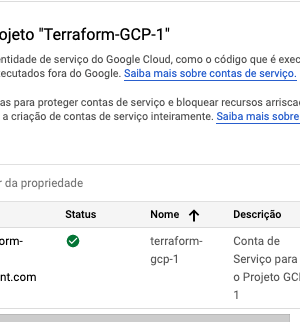 ojeto "Terraform-GCP-1"
entidade de serviço do Google Cloud, como o código que é exec
ecutados fora do Google. Saiba mais sobre contas de serviço.
as para proteger contas de serviço e bloquear recursos arrisca
a criação de contas de serviço inteiramente. Saiba mais sobre
r da propriedade
Status Nome Descrição
form- terraform- Conta de
gcp-1 Serviço para
nt.com o Projeto GC
1